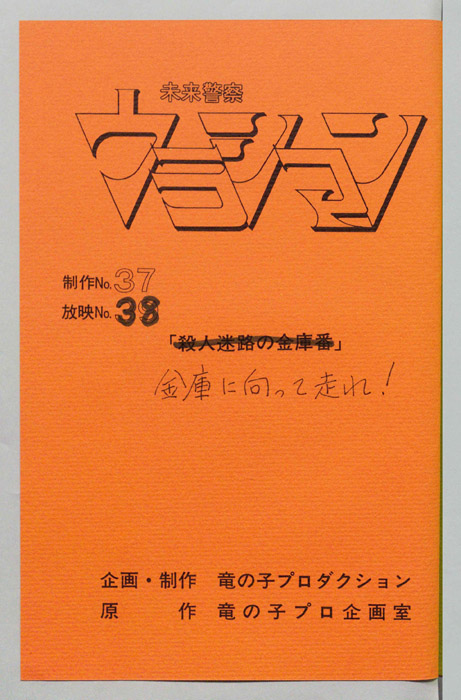 未来警察
ウラシマン
制作No.37
放映No.38
「殺人迷路の金庫番」
金庫に向って走れ!
企画・制作 竜の子プロダクション
原 作 竜の子プロ企画室